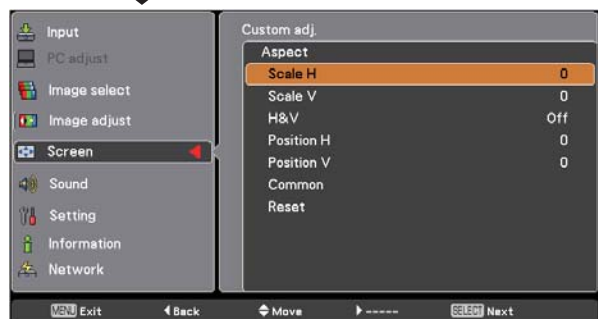 Input
PC adjust
Image select
Image adjust
Screen
Sound
Setting
Information
Network
Custom adj.
Aspect
Scale H 0
Scale V 0
H&V Off
Position H 0
Position V 0
Common
Reset
MENU Exit Back Move ----- SELECT Next